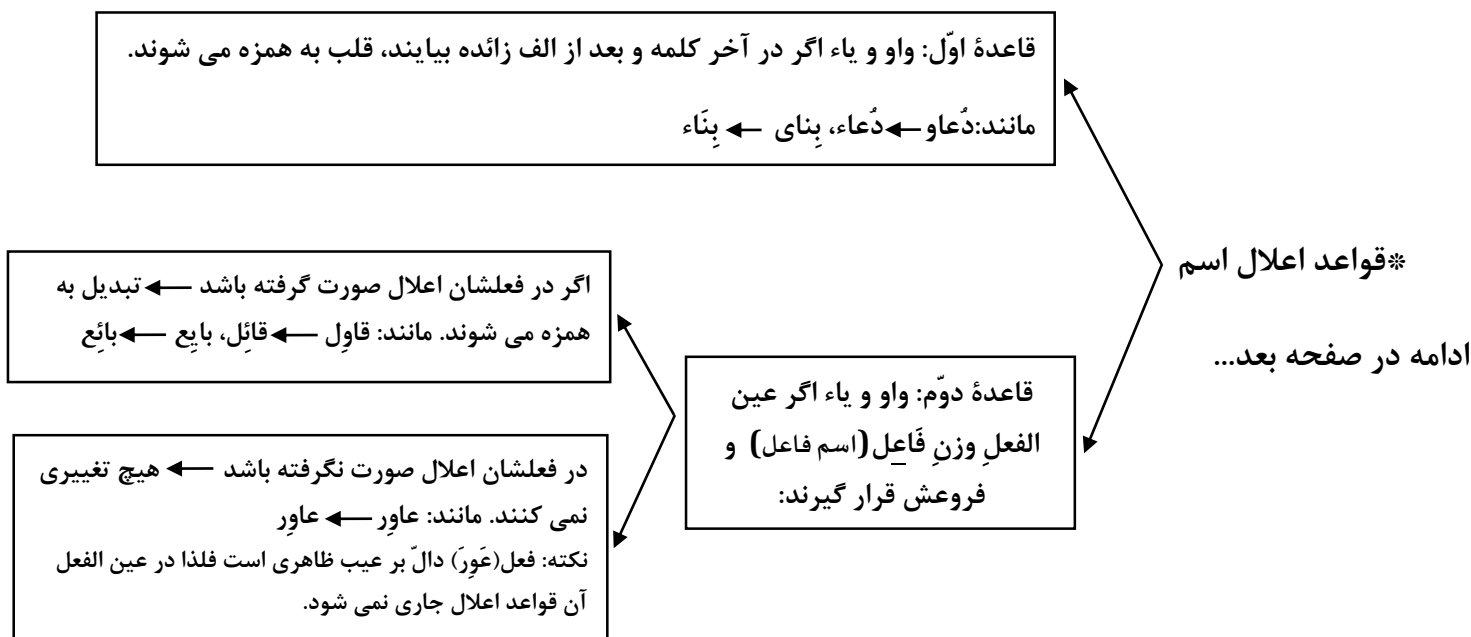 *قواعد اعلال اسم
ادامه در صفحه بعد...
قاعدهٔ اوّل: واو و یاء اگر در آخر کلمه و بعد از الف زائده بیایند، قلب به همزه می شوند.
مانند:دُعاو ← دُعاء، بِنای ← بِنَاء
قاعدهٔ دوّم: واو و یاء اگر عین
الفعلِ وزنِ فَاعِل(اسم فاعل) و
فروعش قرار گیرند:
اگر در فعلشان اعلال صورت گرفته باشد ← تبدیل به
همزه می شوند. مانند: قاوِل ← قائِل، بایِع ← بائِع
در فعلشان اعلال صورت نگرفته باشد ← هیچ تغییری
نمی کنند. مانند: عاوِر ← عاوِر
نکته: فعل(عَوِرَ) دالّ بر عیب ظاهری است فلذا در عین الفعل
آن قواعد اعلال جاری نمی شود.